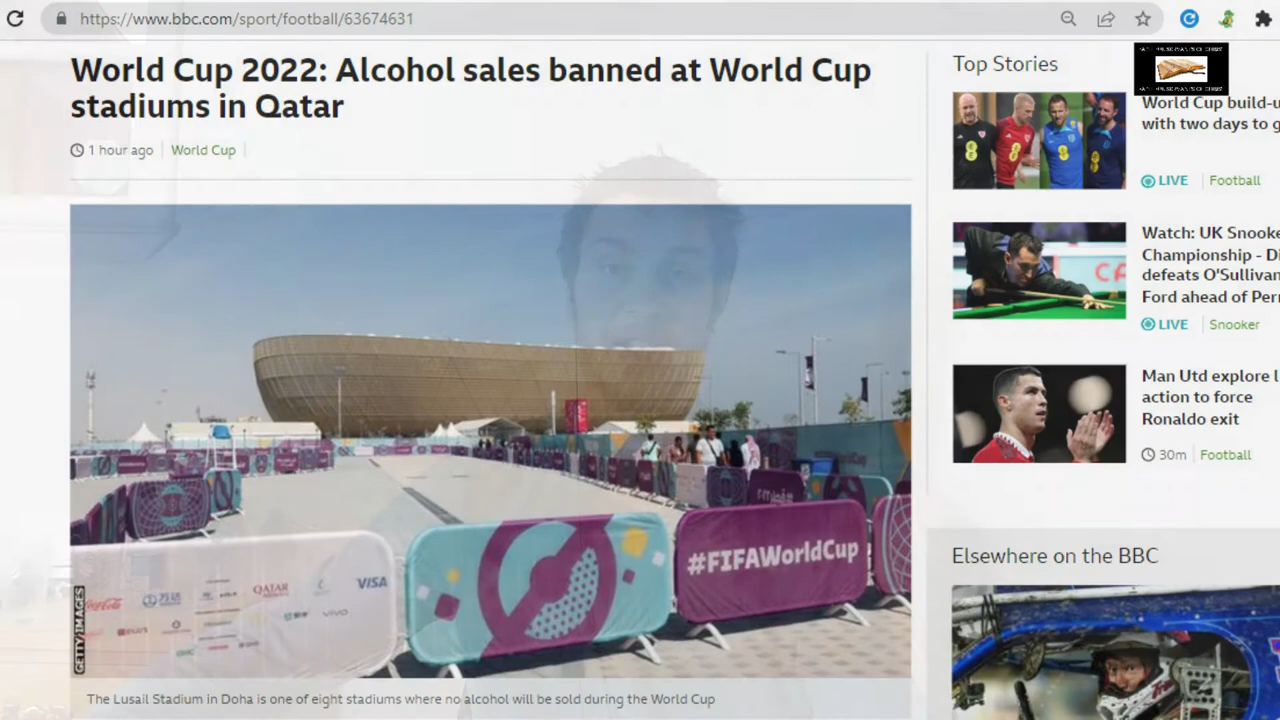 https://www.bbc.com/sport/football/63674631
World Cup 2022: Alcohol sales banned at World Cup
stadiums in Qatar
1 hour ago
World Cup
#FIFAWorldCup
QATAR
VISA
Coca-Cola
vivo
GETTY IMAGES
The Lusail Stadium in Doha is one of eight stadiums where no alcohol will be sold during the World Cup
Top Stories
World Cup build-u
with two days to g
LIVE
Football
Watch: UK Snooke
Championship - D
defeats O'Sullivan
Ford ahead of Per
LIVE
Snooker
Man Utd explore l
action to force
Ronaldo exit
30m
Football
Elsewhere on the BBC